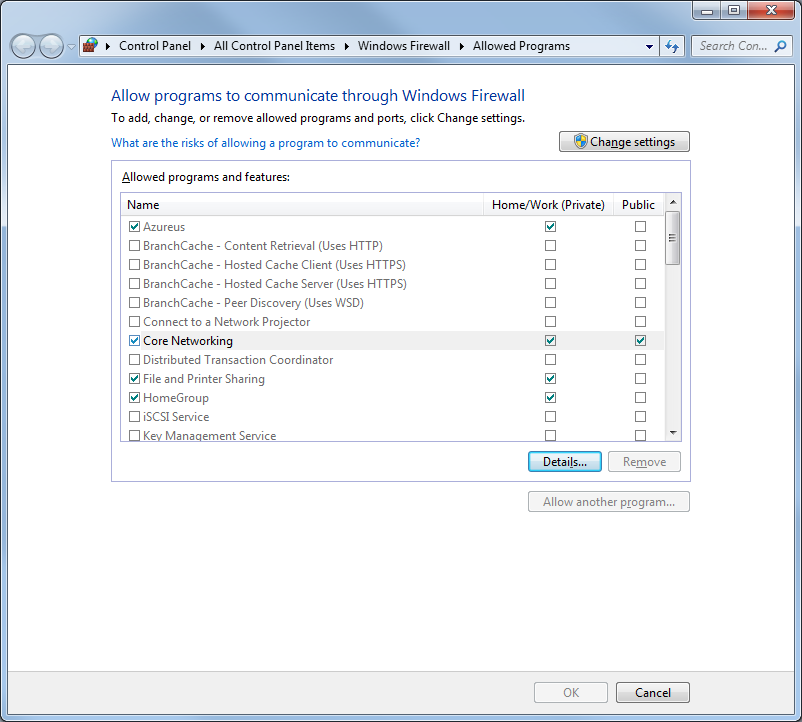 Control Panel All Control Panel Items Windows Firewall Allowed Programs Search Con...
Allow programs to communicate through Windows Firewall
To add, change, or remove allowed programs and ports, click Change settings.
What are the risks of allowing a program to communicate? Change settings
Allowed programs and features:
Name Home/Work (Private) Public
Azureus
BranchCache - Content Retrieval (Uses HTTP)
BranchCache - Hosted Cache Client (Uses HTTPS)
BranchCache - Hosted Cache Server (Uses HTTPS)
BranchCache - Peer Discovery (Uses WSD)
Connect to a Network Projector
Core Networking
Distributed Transaction Coordinator
File and Printer Sharing
HomeGroup
iSCSI Service
Key Management Service
Details... Remove
Allow another program...
OK Cancel